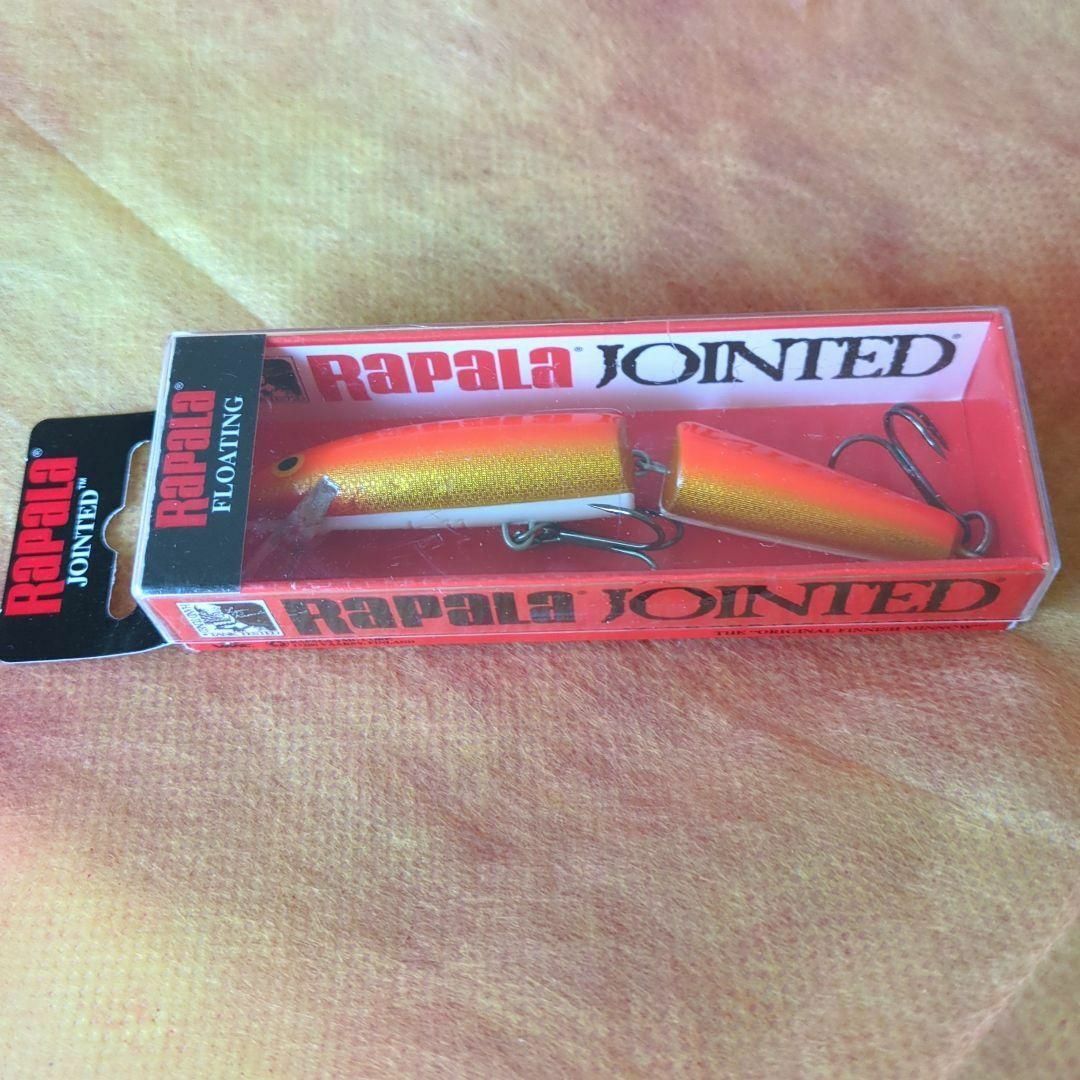 RAPALA® JOINTED®
RAPALA®
FLOATING
RAPALA®
JOINTED™
RAPALA® JOINTED®
THE "ORIGINAL FINNISH MINNOW"